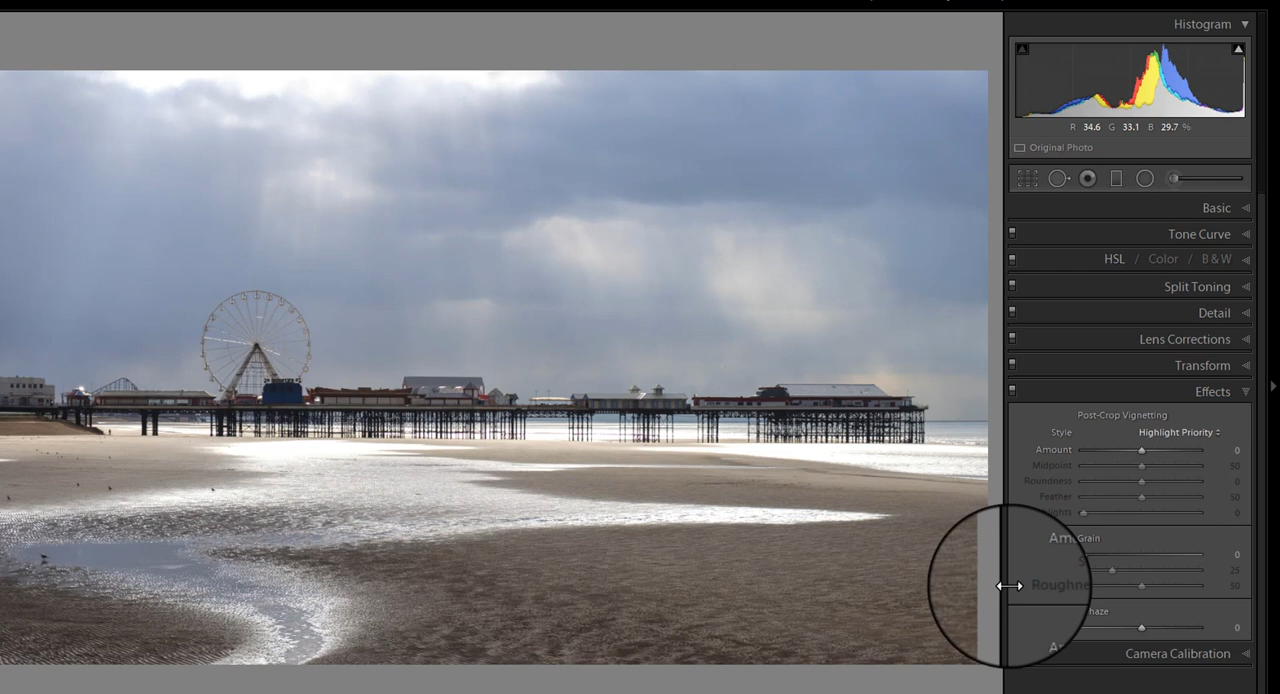 Histogram
R 34.6 G 33.1 B 29.7 %
Original Photo
Basic
Tone Curve
HSL / Color / B & W
Split Toning
Detail
Lens Corrections
Transform
Effects
Post-Crop Vignetting
Style Highlight Priority
Amount 0
Midpoint 50
Roundness 0
Feather 50
lights 0
Am Grain
0
S 25
Roughne 50
haze
A 0
Camera Calibration